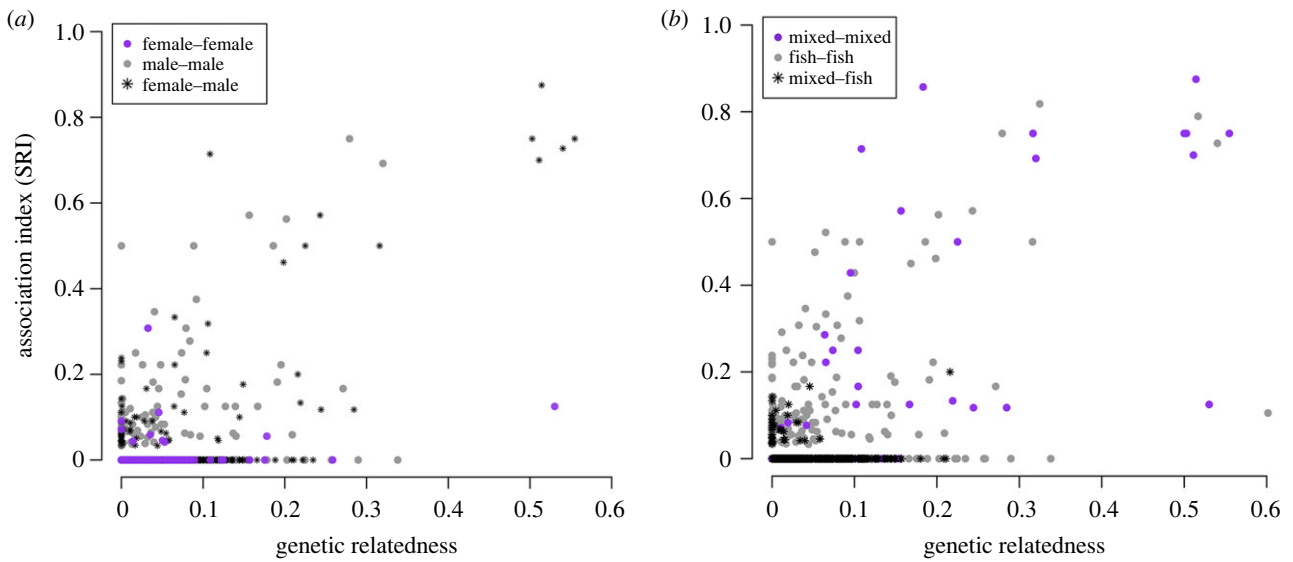 (a)
1.0
0.8
0.6
0.4
0.2
0
association index (SRI)
female–female
male–male
female–male
0 0.1 0.2 0.3 0.4 0.5 0.6
genetic relatedness
(b)
1.0
0.8
0.6
0.4
0.2
0
mixed–mixed
fish–fish
mixed–fish
0 0.1 0.2 0.3 0.4 0.5 0.6
genetic relatedness